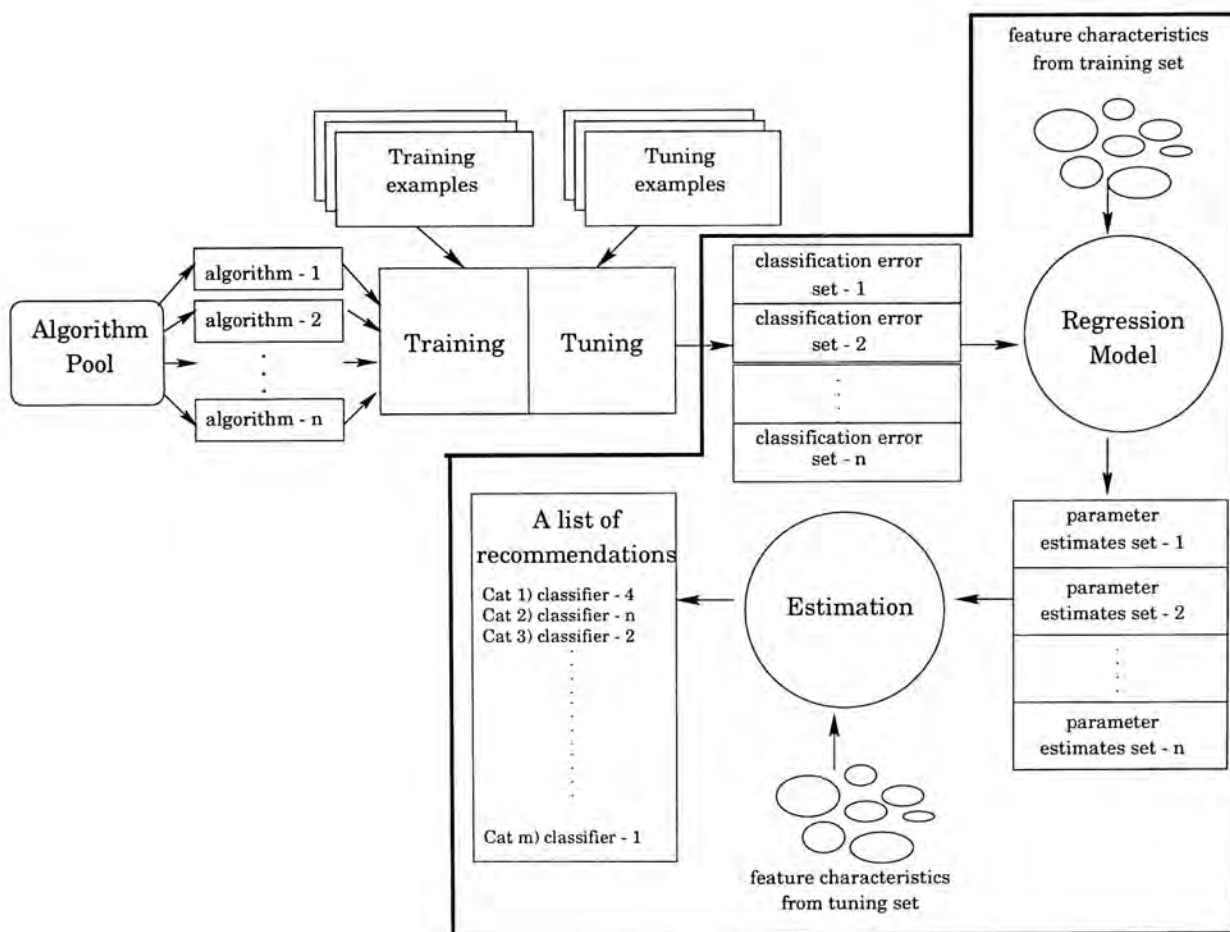 feature characteristics
from training set
Training
examples
Tuning
examples
Algorithm
Pool
algorithm - 1
algorithm - 2
algorithm - n
Training
Tuning
classification error
set - 1
classification error
set - 2
classification error
set - n
Regression
Model
parameter
estimates set - 1
parameter
estimates set - 2
parameter
estimates set - n
Estimation
A list of
recommendations
Cat 1) classifier - 4
Cat 2) classifier - n
Cat 3) classifier - 2
Cat m) classifier - 1
feature characteristics
from tuning set